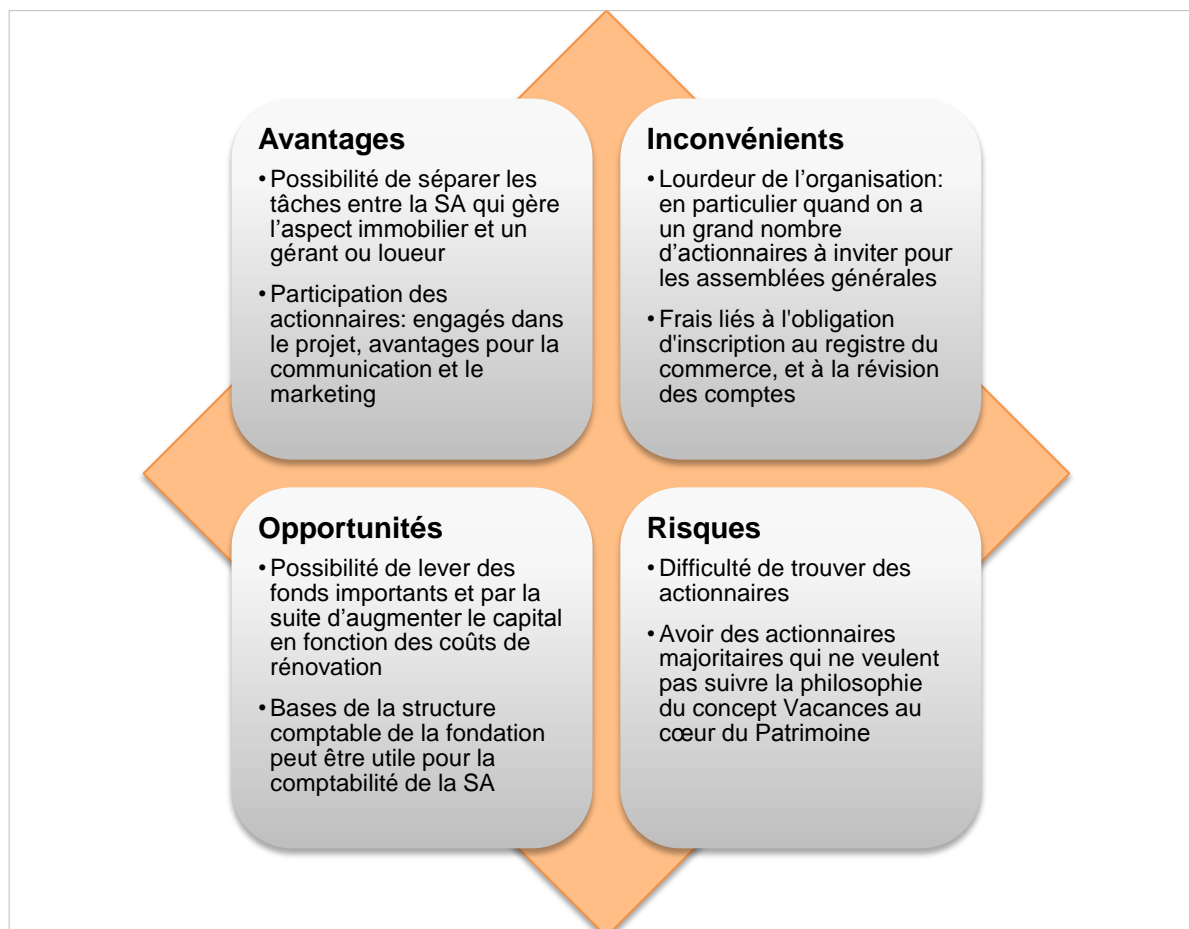 Avantages
• Possibilité de séparer les
tâches entre la SA qui gère
l’aspect immobilier et un
gérant ou loueur
• Participation des
actionnaires: engagés dans
le projet, avantages pour la
communication et le
marketing
Inconvénients
• Lourdeur de l’organisation:
en particulier quand on a
un grand nombre
d’actionnaires à inviter pour
les assemblées générales
• Frais liés à l'obligation
d'inscription au registre du
commerce, et à la révision
des comptes
Opportunités
• Possibilité de lever des
fonds importants et par la
suite d’augmenter le capital
en fonction des coûts de
rénovation
• Bases de la structure
comptable de la fondation
peut être utile pour la
comptabilité de la SA
Risques
• Difficulté de trouver des
actionnaires
• Avoir des actionnaires
majoritaires qui ne veulent
pas suivre la philosophie
du concept Vacances au
cœur du Patrimoine